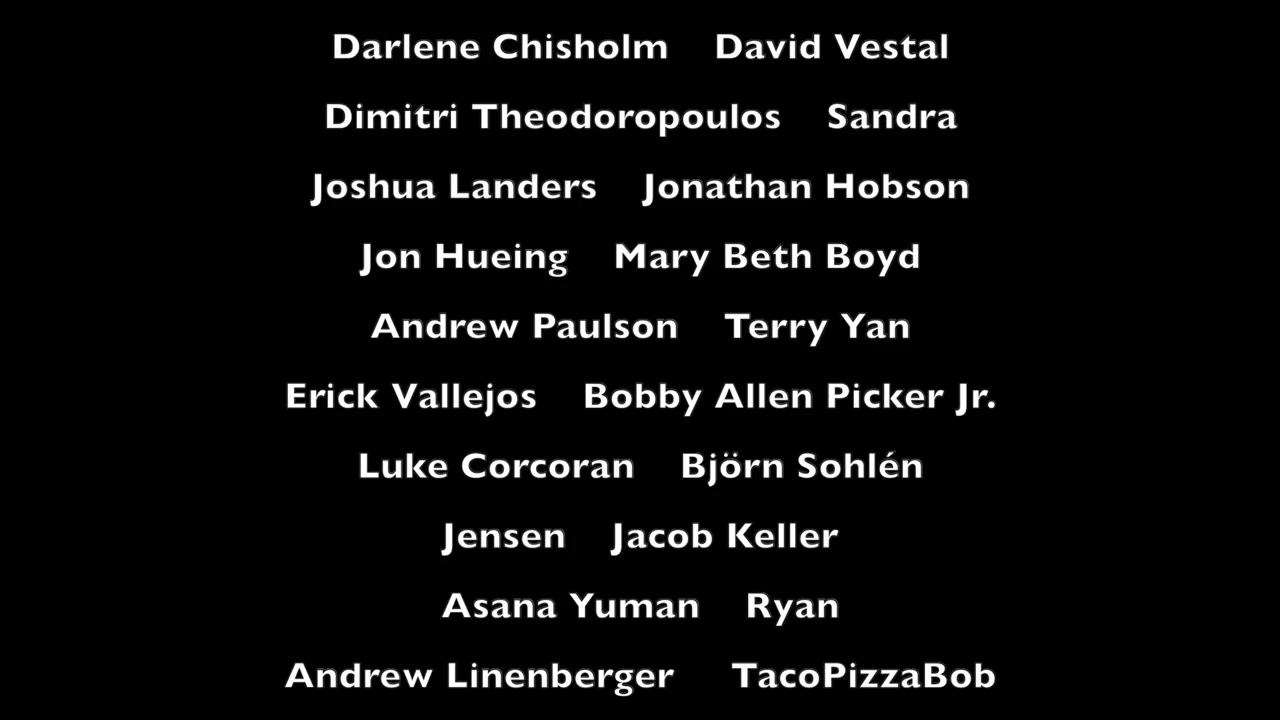 Darlene Chisholm    David Vestal
Dimitri Theodoropoulos    Sandra
Joshua Landers    Jonathan Hobson
Jon Hueing    Mary Beth Boyd
Andrew Paulson    Terry Yan
Erick Vallejos    Bobby Allen Picker Jr.
Luke Corcoran    Björn Sohlén
Jensen    Jacob Keller
Asana Yuman    Ryan
Andrew Linenberger    TacoPizzaBob